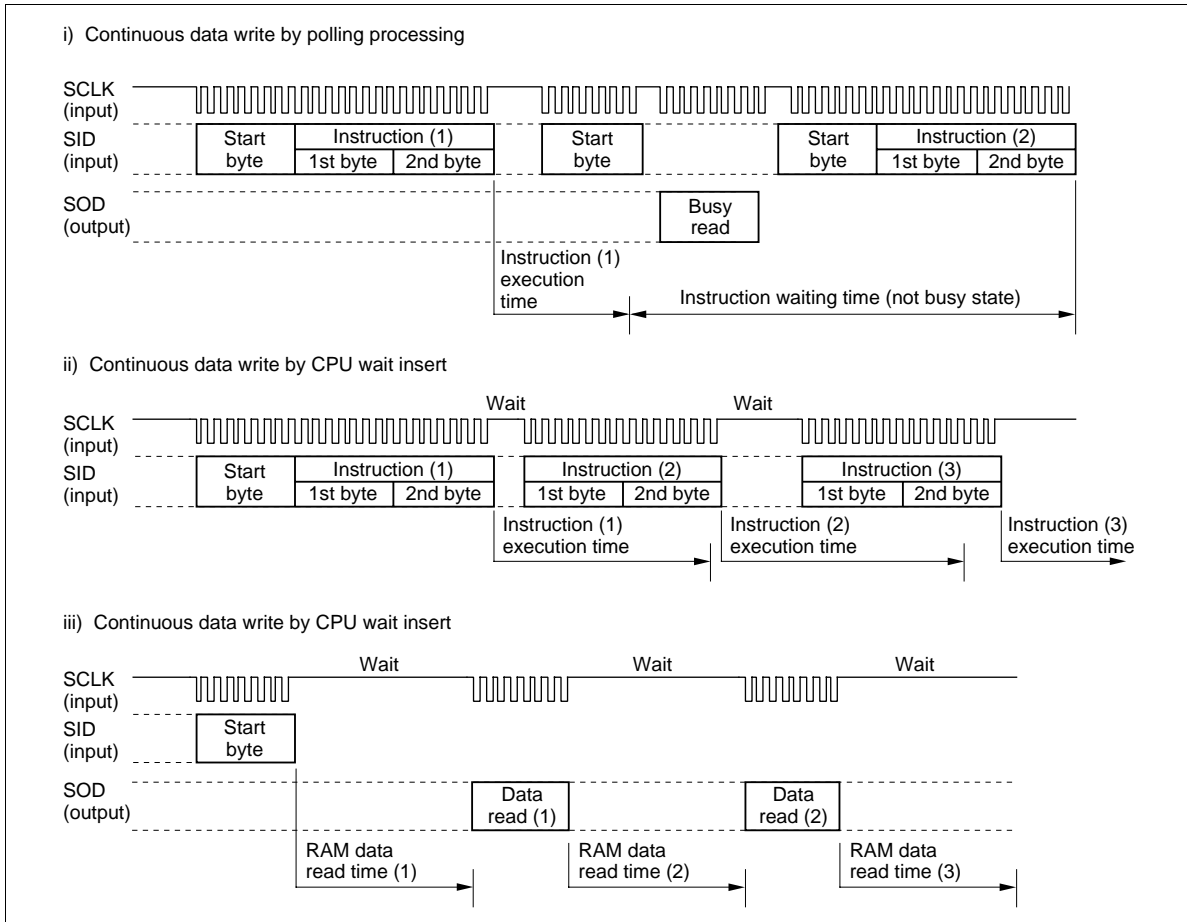 i) Continuous data write by polling processing
SCLK
(input)
SID
(input)
Start
byte
Instruction (1)
1st byte 2nd byte
Start
byte
Start
byte
Instruction (2)
1st byte 2nd byte
SOD
(output)
Busy
read
Instruction (1)
execution
time
Instruction waiting time (not busy state)
ii) Continuous data write by CPU wait insert
Wait Wait
SCLK
(input)
SID
(input)
Start
byte
Instruction (1)
1st byte 2nd byte
Instruction (2)
1st byte 2nd byte
Instruction (3)
1st byte 2nd byte
Instruction (1)
execution time
Instruction (2)
execution time
Instruction (3)
execution time
iii) Continuous data write by CPU wait insert
Wait Wait Wait
SCLK
(input)
SID
(input)
Start
byte
SOD
(output)
Data
read (1)
Data
read (2)
RAM data
read time (1)
RAM data
read time (2)
RAM data
read time (3)